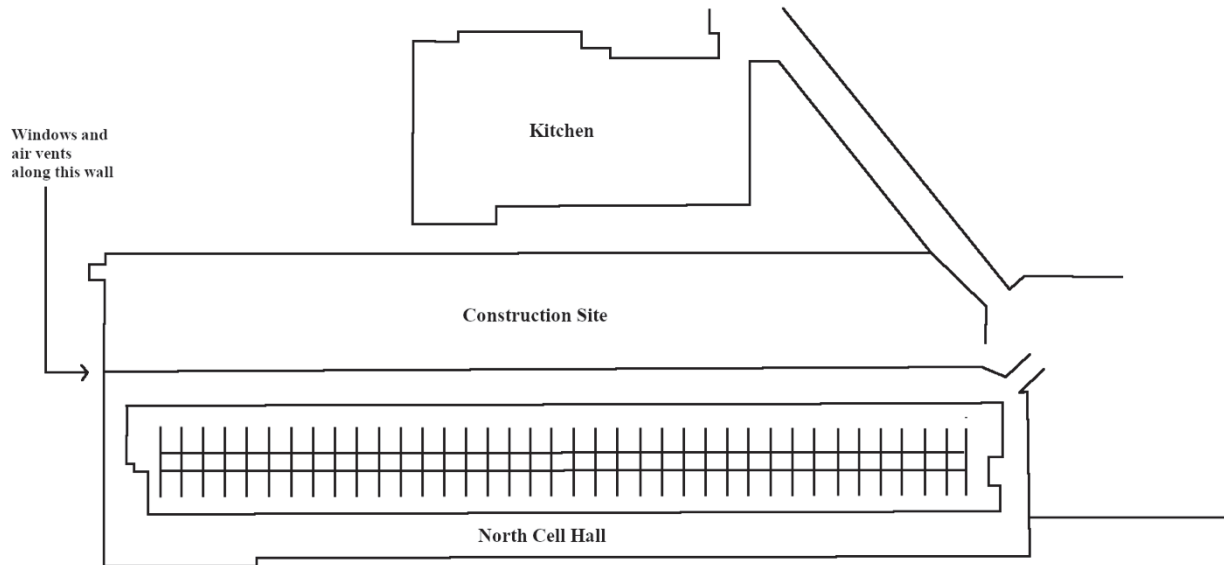 Kitchen
Windows and
air vents
along this wall
Construction Site
North Cell Hall